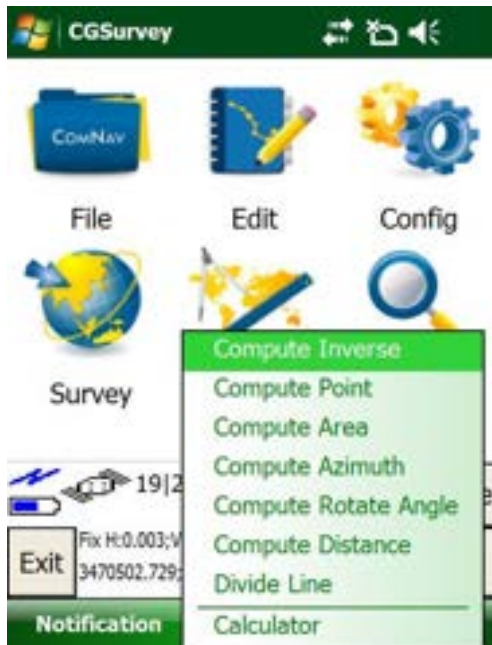 CGSurvey
ComNav
File Edit Config
Survey
Compute Inverse
Compute Point
Compute Area
Compute Azimuth
Compute Rotate Angle
Compute Distance
Divide Line
Calculator
19|2
Exit
Fix H:0.003;V
3470502.729;
Notification